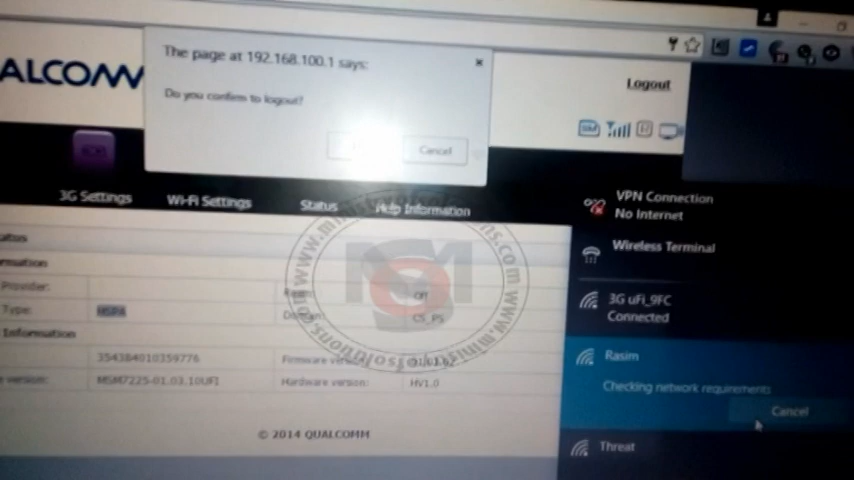 The page at 192.168.100.1 says:
Do you confirm to logout?
Cancel
ALCOMM
Logout
3G Settings
Wi-Fi Settings
Status
Help Information
Provider:
Type:
HSPA
Off
CS_PS
Information
354384010359776
Firmware
MSM7225-01.03.10UFI
Hardware version:
HV1.0
© 2014 QUALCOMM
VPN Connection
No Internet
Wireless Terminal
3G uFi_9FC
Connected
Rasim
Checking network requirements
Cancel
Threat